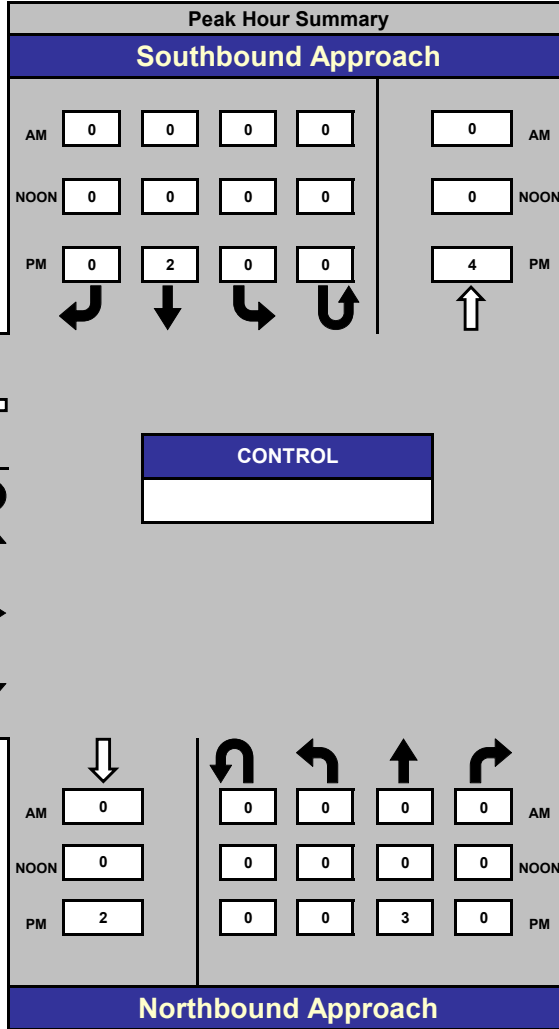 Peak Hour Summary
Southbound Approach
AM 0 0 0 0 0 AM
NOON 0 0 0 0 0 NOON
PM 0 2 0 0 4 PM
CONTROL
AM 0 0 0 0 0 AM
NOON 0 0 0 0 0 NOON
PM 2 0 0 3 0 PM
Northbound Approach